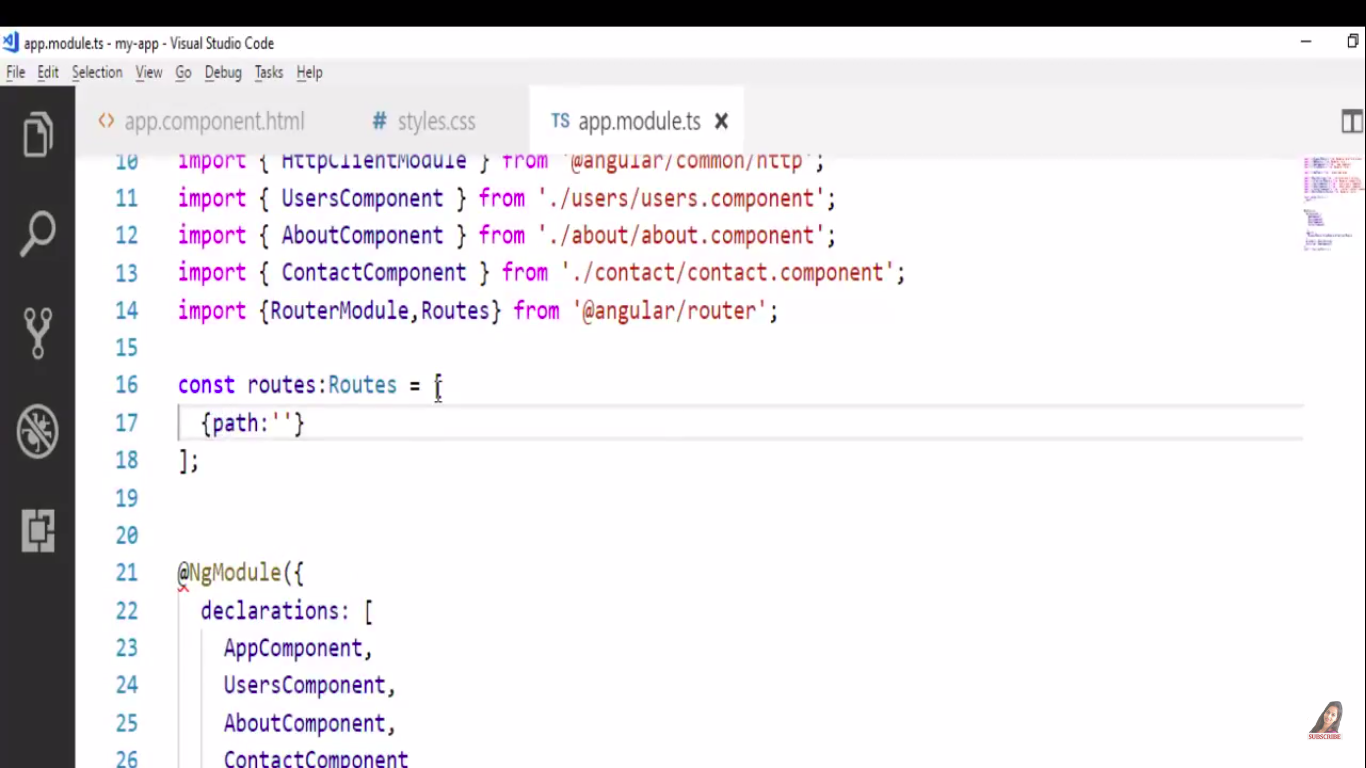 app.module.ts - my-app - Visual Studio Code
File Edit Selection View Go Debug Tasks Help
<> app.component.html # styles.css TS app.module.ts ×
10 import { HttpClientModule } from '@angular/common/http';
11 import { UsersComponent } from './users/users.component';
12 import { AboutComponent } from './about/about.component';
13 import { ContactComponent } from './contact/contact.component';
14 import {RouterModule,Routes} from '@angular/router';
15
16 const routes:Routes = [
17 {path:''}
18 ];
19
20
21 @NgModule({
22 declarations: [
23 AppComponent,
24 UsersComponent,
25 AboutComponent,
26 ContactComponent
SUBSCRIBE